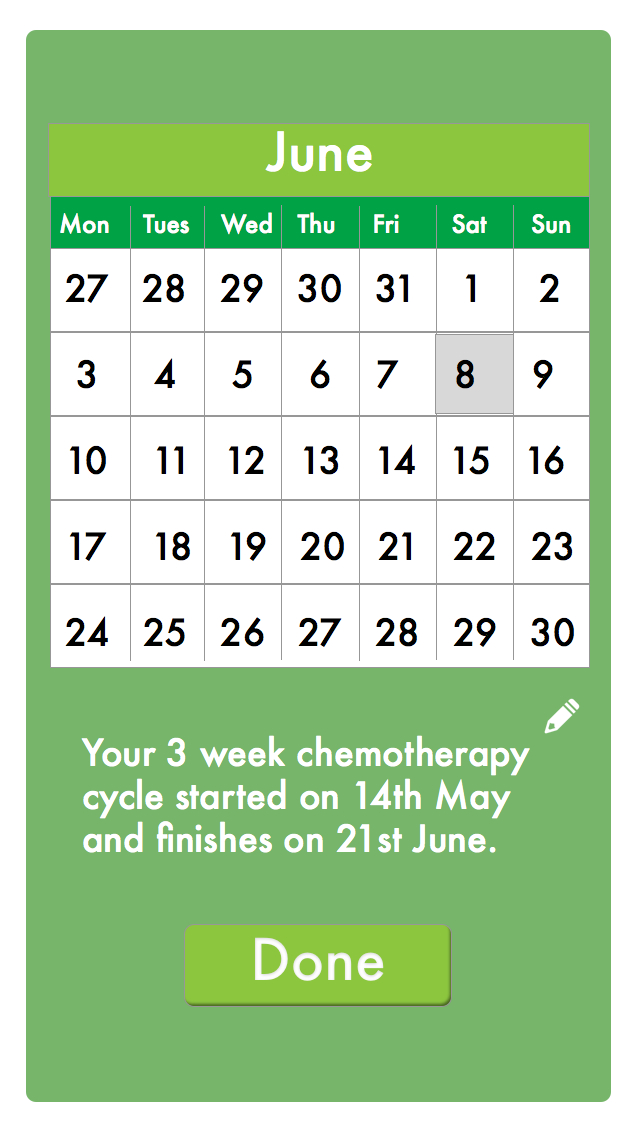 June
Mon Tues Wed Thu Fri Sat Sun
27 28 29 30 31 1 2
3 4 5 6 7 8 9
10 11 12 13 14 15 16
17 18 19 20 21 22 23
24 25 26 27 28 29 30
Your 3 week chemotherapy
cycle started on 14th May
and finishes on 21st June.
Done